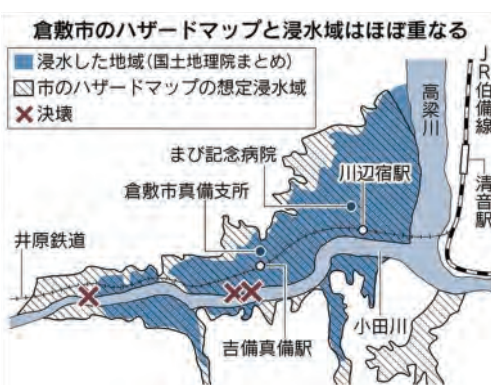 倉敷市のハザードマップと浸水域はほぼ重なる
浸水した地域(国土地理院まとめ)
市のハザードマップの想定浸水域
決壊
まび記念病院
倉敷市真備支所
井原鉄道
川辺宿駅
高梁川
JR伯備線
清音駅
小田川
吉備真備駅